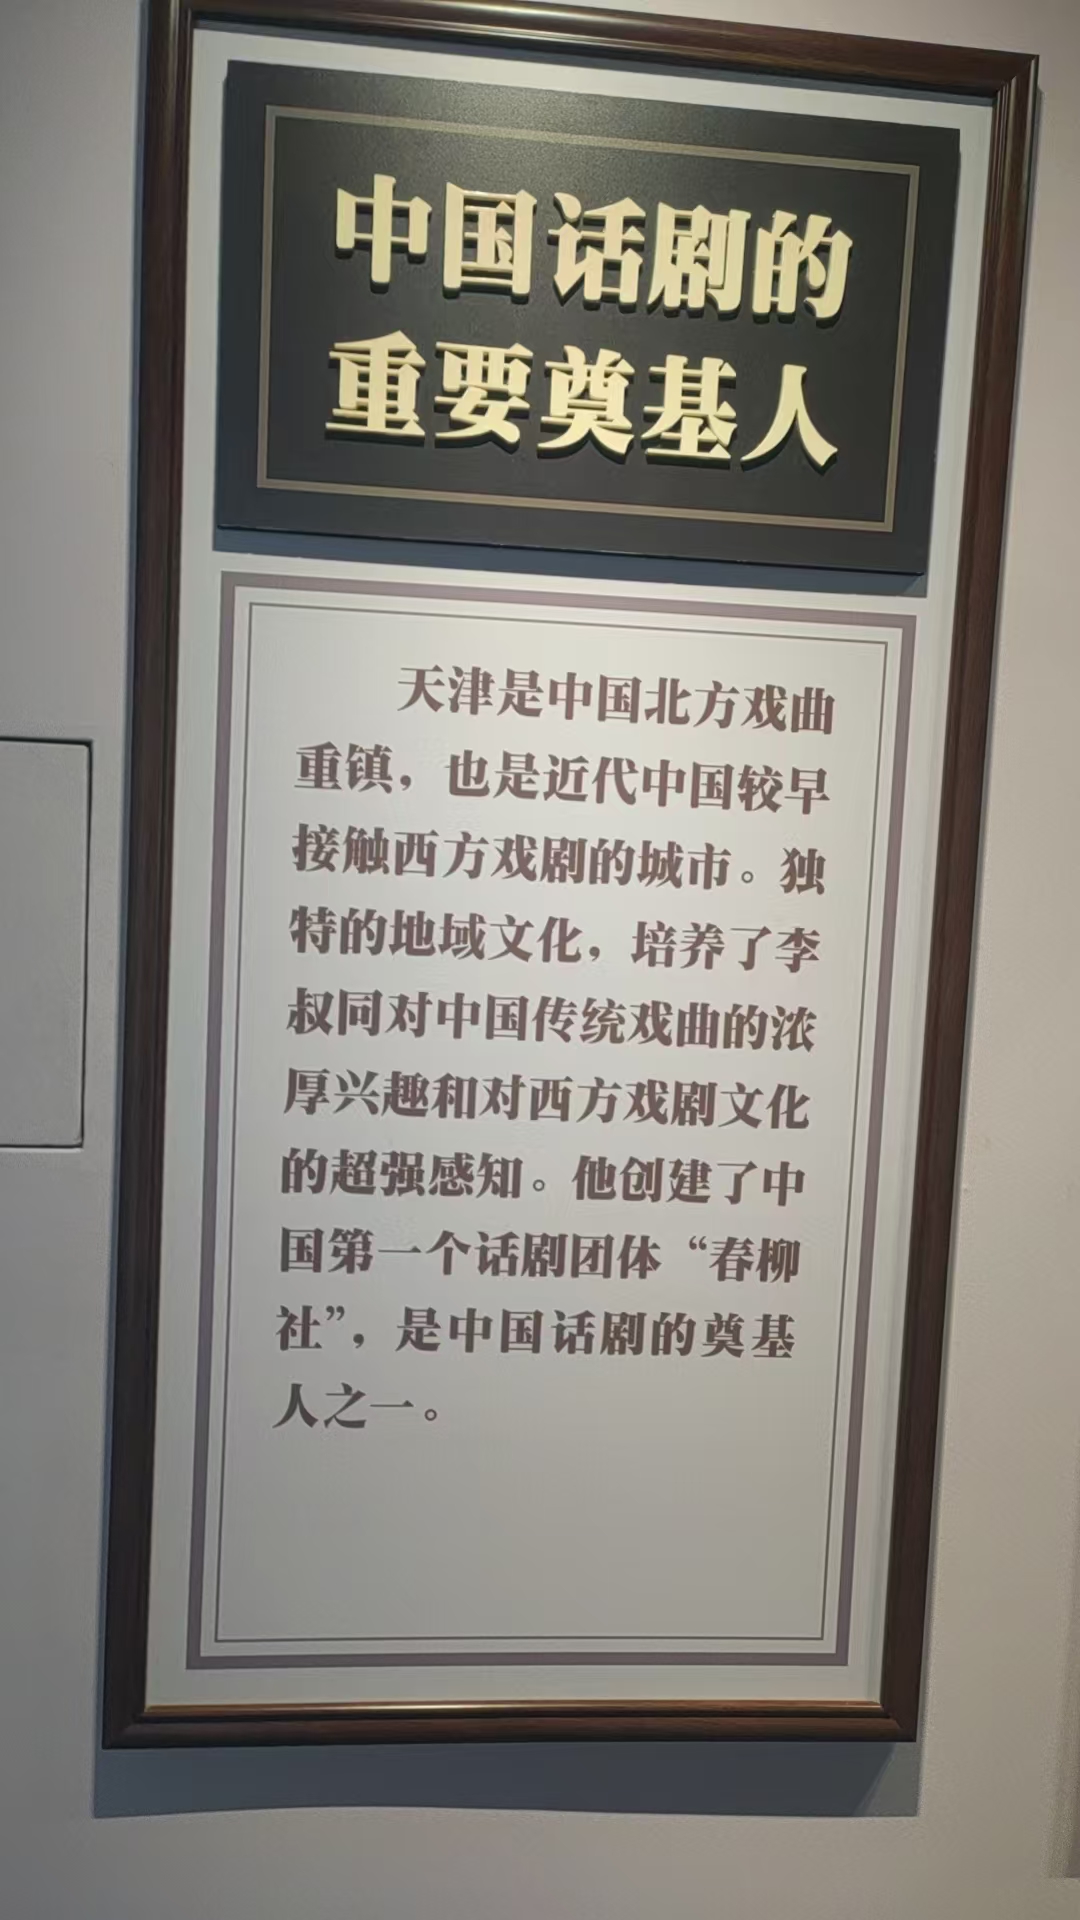 中国话剧的
重要奠基人
天津是中国北方戏曲
重镇，也是近代中国较早
接触西方戏剧的城市。独
特的地域文化，培养了李
叔同对中国传统戏曲的浓
厚兴趣和对西方戏剧文化
的超强感知。他创建了中
国第一个话剧团体“春柳
社”，是中国话剧的奠基
人之一。